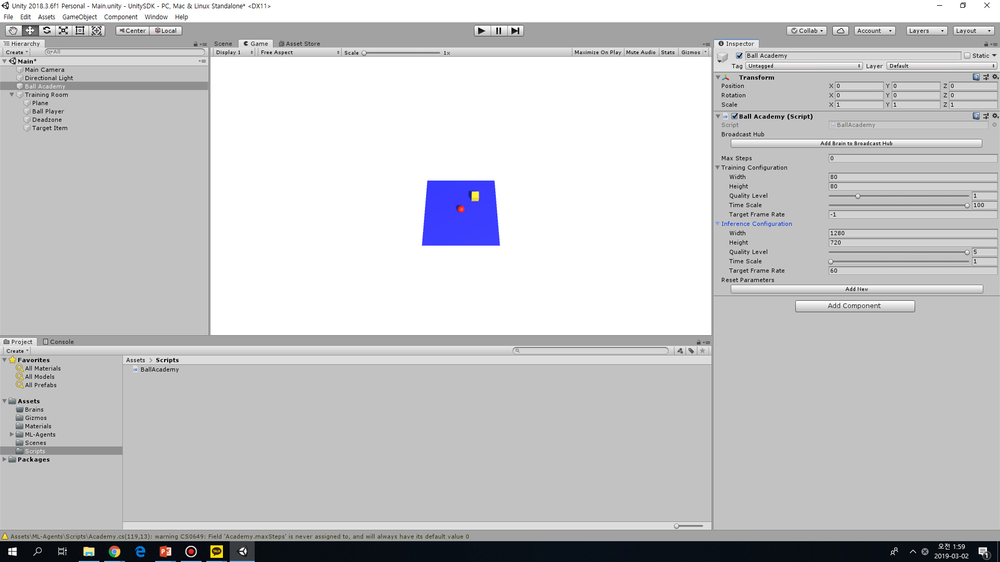 Unity 2018.3.6f1 Personal - Main.unity - UnitySDK - PC, Mac & Linux Standalone* <DX11>
File Edit Assets GameObject Component Window Help
Center Local
Collab Account Layers Layout
Hierarchy
Create All
Main*
Main Camera
Directional Light
Ball Academy
Training Room
Plane
Ball Player
Deadzone
Target Item
Scene Game Asset Store
Display 1 Free Aspect Scale 1x Maximize On Play Mute Audio Stats Gizmos
Inspector
Ball Academy Static
Tag Untagged Layer Default
Transform
Position X 0 Y 0 Z 0
Rotation X 0 Y 0 Z 0
Scale X 1 Y 1 Z 1
Ball Academy (Script)
Script BallAcademy
Broadcast Hub
Add Brain to Broadcast Hub
Max Steps 0
Training Configuration
Width 80
Height 80
Quality Level 1
Time Scale 100
Target Frame Rate -1
Inference Configuration
Width 1280
Height 720
Quality Level 5
Time Scale 1
Target Frame Rate 60
Reset Parameters
Add New
Add Component
Project Console
Create
Favorites
All Materials
All Models
All Prefabs
Assets
Brains
Gizmos
Materials
ML-Agents
Scenes
Scripts
Packages
Assets > Scripts
BallAcademy
Assets\ML-Agents\Scripts\Academy.cs(119,13): warning CS0649: Field 'Academy.maxSteps' is never assigned to, and will always have its default value 0
TALK
오전 1:59
2019-03-02
1